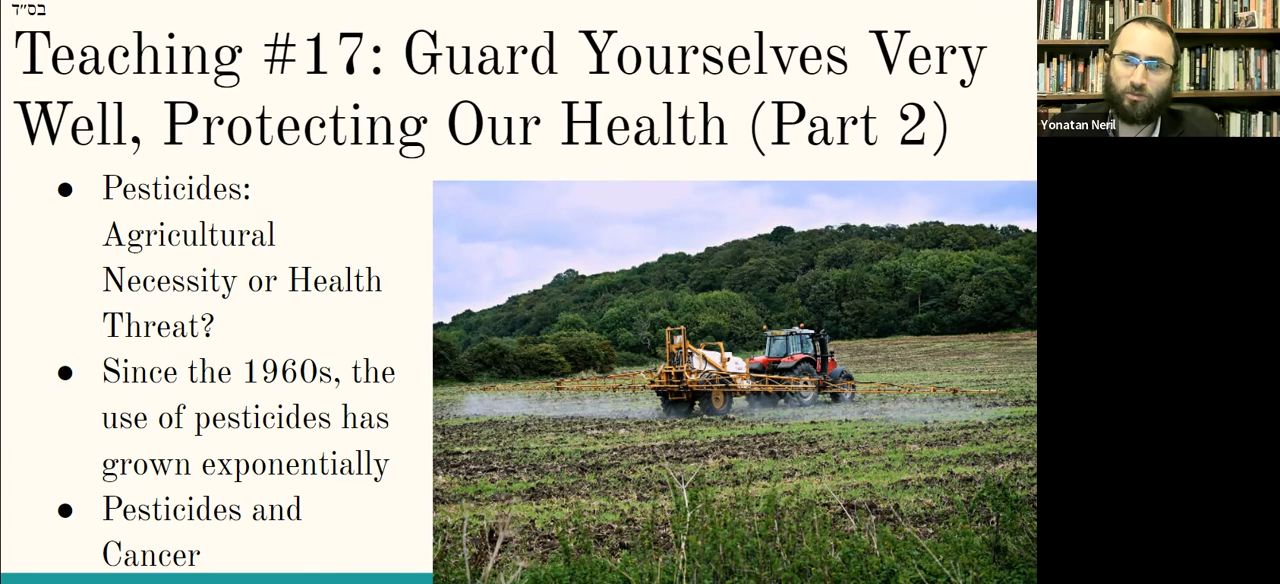 בס״ד
Teaching #17: Guard Yourselves Very
Well, Protecting Our Health (Part 2)
● Pesticides:
Agricultural
Necessity or Health
Threat?
● Since the 1960s, the
use of pesticides has
grown exponentially
● Pesticides and
Cancer
Yonatan Neril